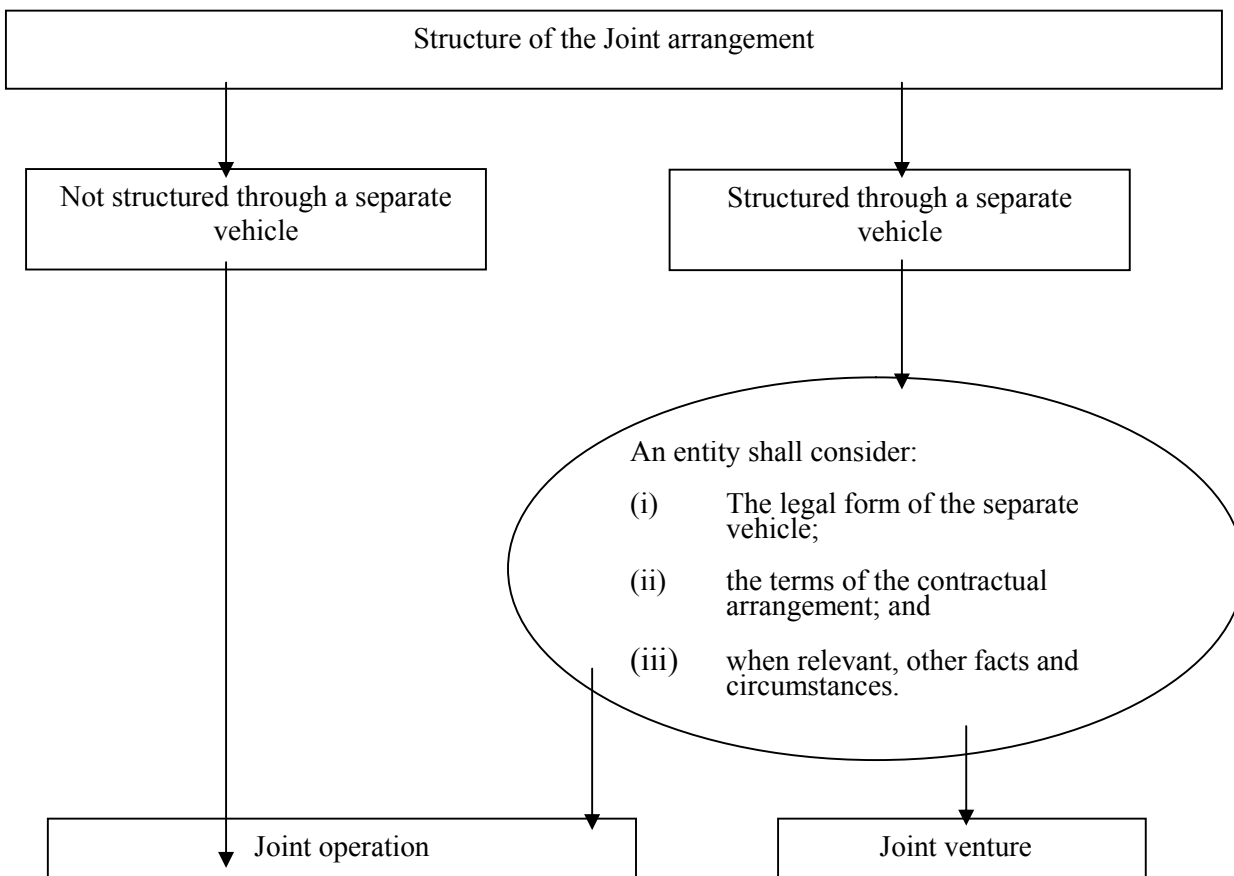 Structure of the Joint arrangement
Not structured through a separate
vehicle
Structured through a separate
vehicle
An entity shall consider:
(i) The legal form of the separate
vehicle;
(ii) the terms of the contractual
arrangement; and
(iii) when relevant, other facts and
circumstances.
Joint operation
Joint venture